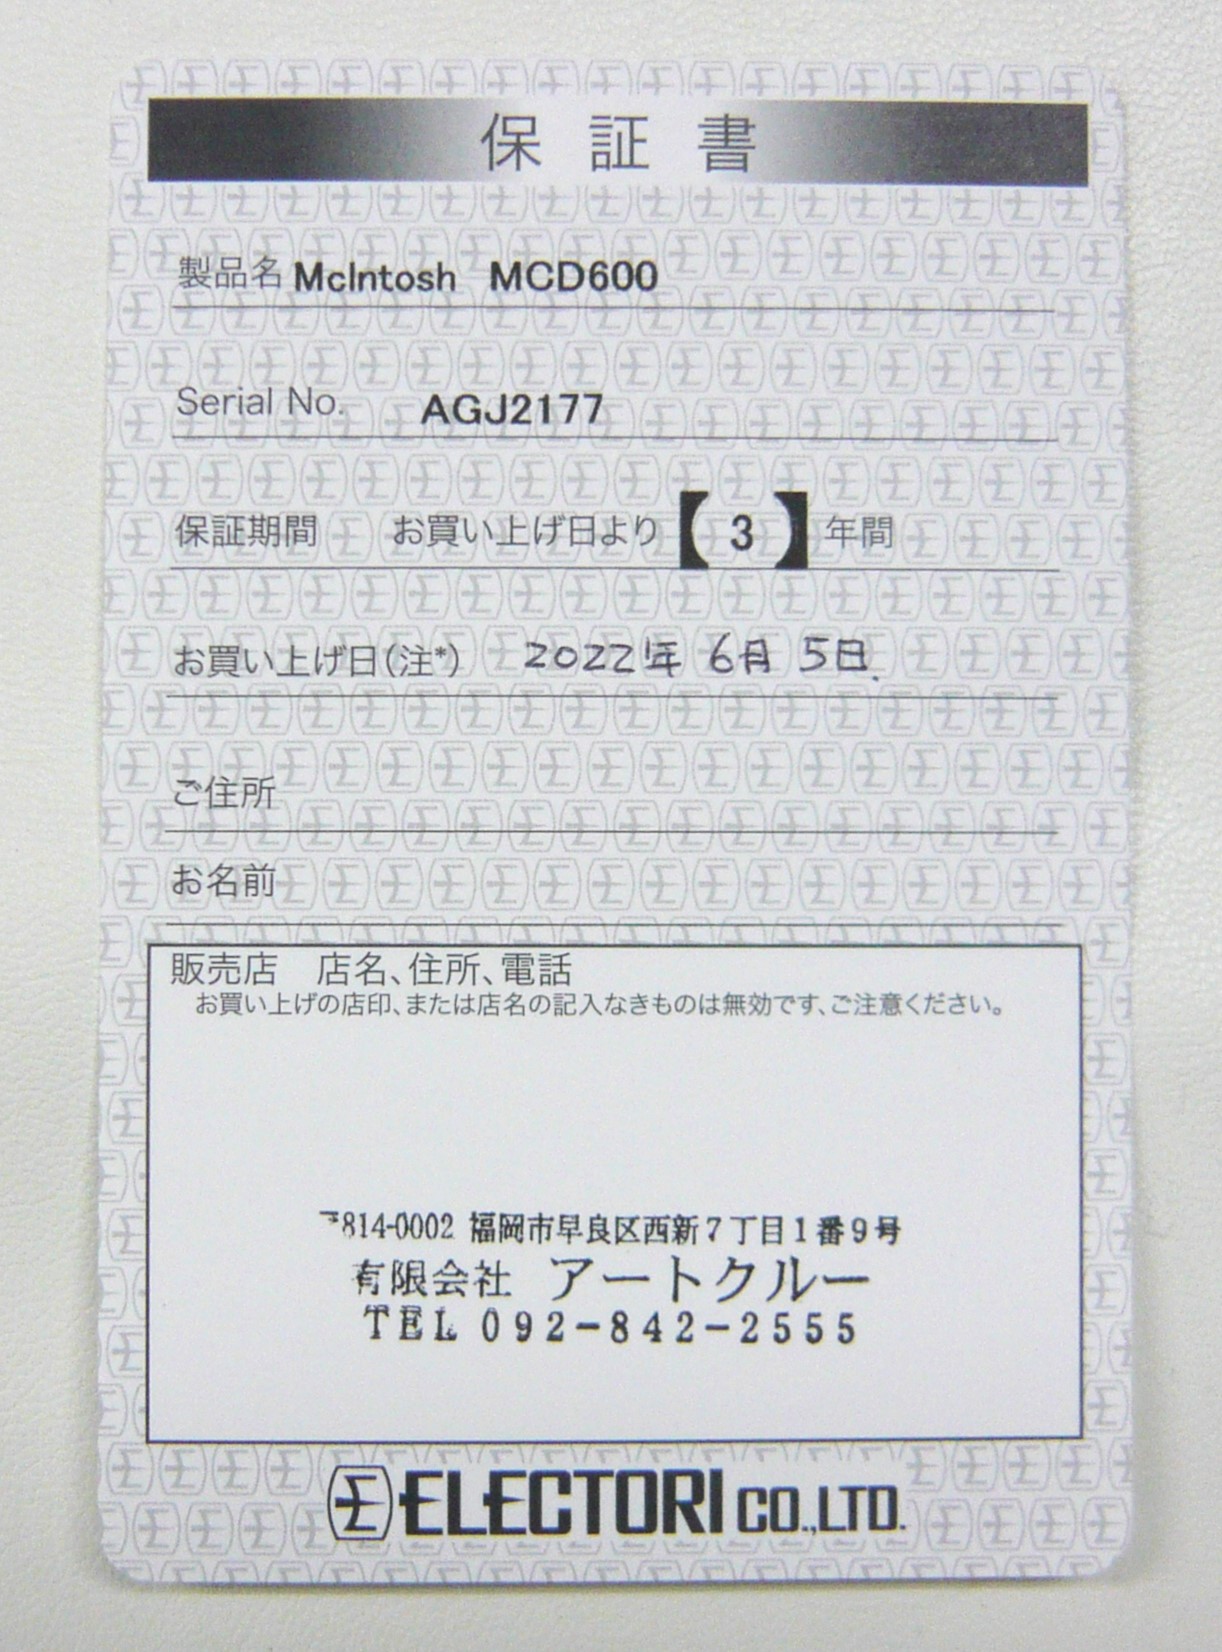 保証書
製品名 McIntosh MCD600
Serial No. AGJ2177
保証期間 お買い上げ日より【3】年間
お買い上げ日(注*) 2022年 6月 5日.
ご住所
お名前
販売店 店名、住所、電話
お買い上げの店印、または店名の記入なきものは無効です、ご注意ください。
〒814-0002 福岡市早良区西新7丁目1番9号
有限会社 アートクルー
TEL 092-842-2555
ELECTORI CO.,LTD.